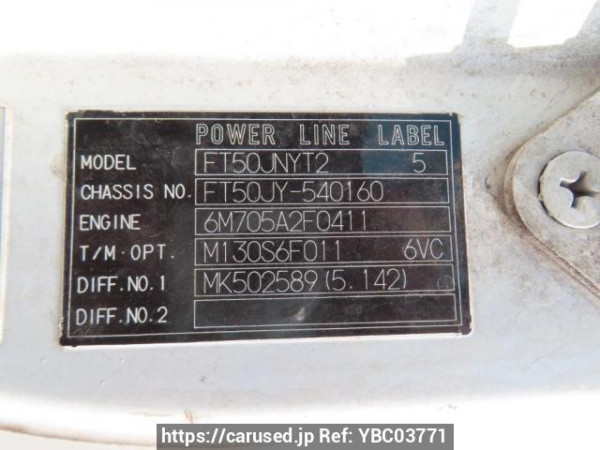 POWER LINE LABEL
MODEL FT50JNYT2 5
CHASSIS NO. FT50JY-540160
ENGINE 6M705A2F0411
T/M·OPT. M130S6F011 6VC
DIFF.NO.1 MK502589(5.142)
DIFF.NO.2
https://carused.jp Ref: YBC03771